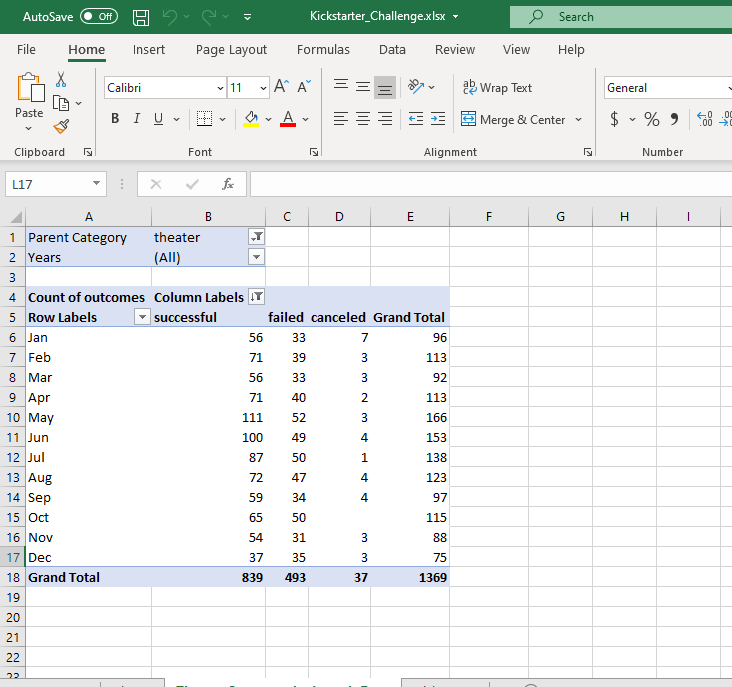 AutoSave Off Kickstarter_Challenge.xlsx Search
File Home Insert Page Layout Formulas Data Review View Help
Calibri 11 A A Wrap Text General
Paste B I U A Merge & Center $ % 9 .00
Clipboard Font Alignment Number
L17 fx
A B C D E F G H I
1 Parent Category theater
2 Years (All)
3
4 Count of outcomes Column Labels
5 Row Labels successful failed canceled Grand Total
6 Jan 56 33 7 96
7 Feb 71 39 3 113
8 Mar 56 33 3 92
9 Apr 71 40 2 113
10 May 111 52 3 166
11 Jun 100 49 4 153
12 Jul 87 50 1 138
13 Aug 72 47 4 123
14 Sep 59 34 4 97
15 Oct 65 50 115
16 Nov 54 31 3 88
17 Dec 37 35 3 75
18 Grand Total 839 493 37 1369
19
20
21
22
23